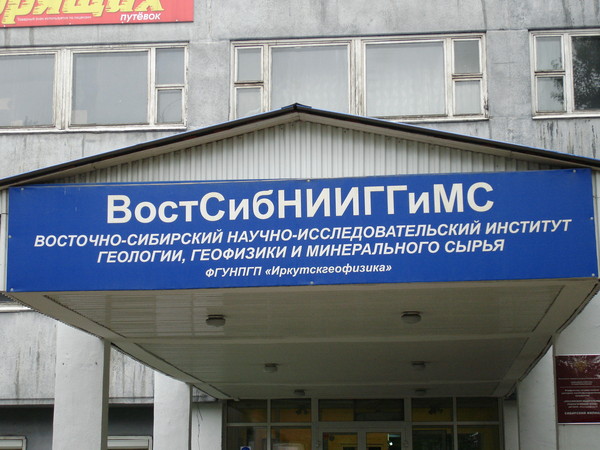 путёвок
ВостСибНИИГГиМС
ВОСТОЧНО-СИБИРСКИЙ НАУЧНО-ИССЛЕДОВАТЕЛЬСКИЙ ИНСТИТУТ
ГЕОЛОГИИ, ГЕОФИЗИКИ И МИНЕРАЛЬНОГО СЫРЬЯ
ФГУНПГП «Иркутскгеофизика»